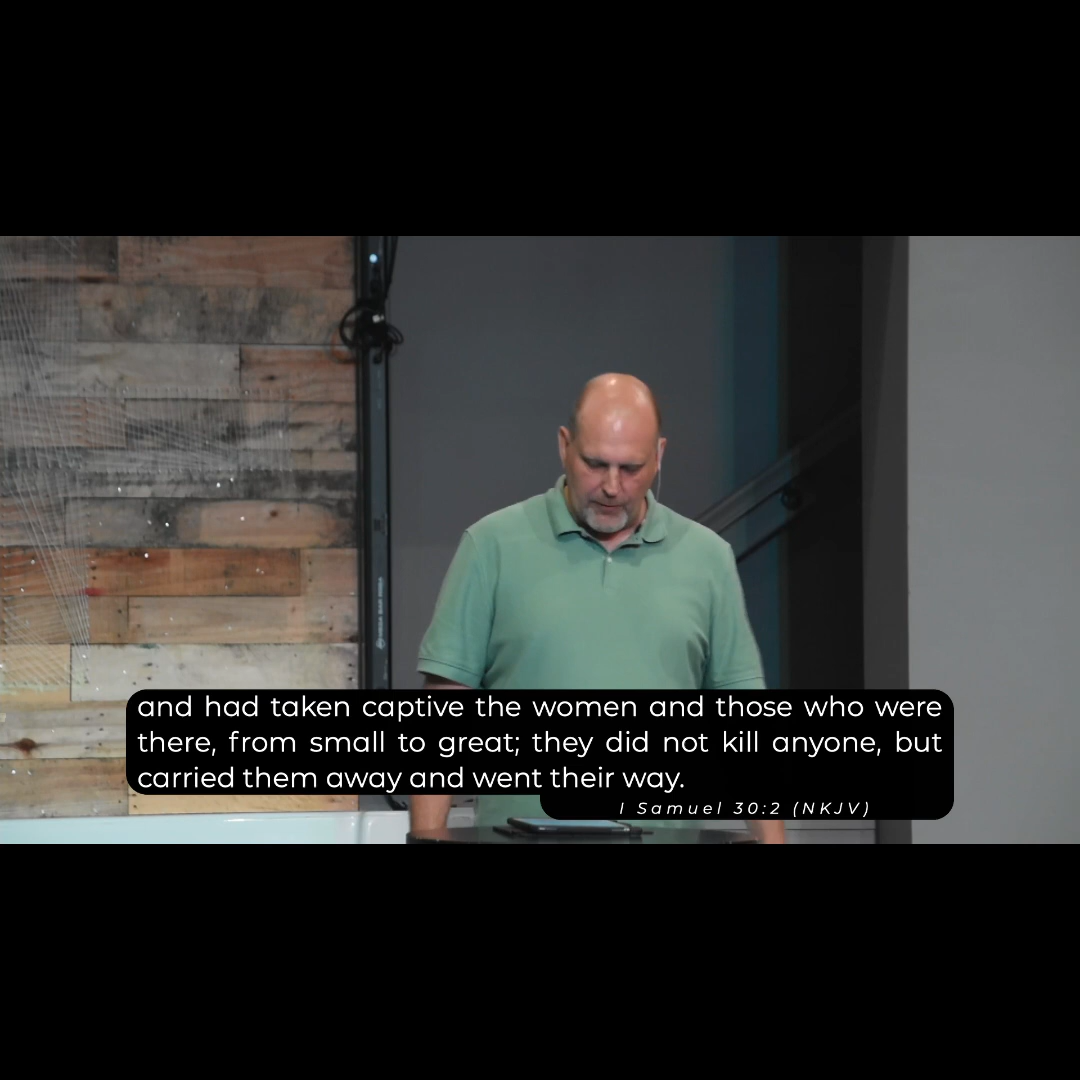 and had taken captive the women and those who were
there, from small to great; they did not kill anyone, but
carried them away and went their way.
I Samuel 30:2 (NKJV)